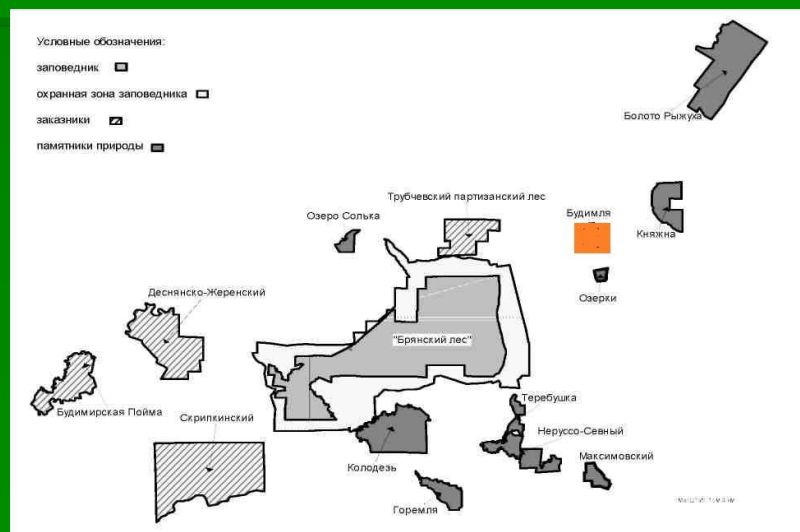 Условные обозначения:
заповедник
охранная зона заповедника
заказники
памятники природы
Болото Рыжуха
Трубчевский партизанский лес
Озеро Солька
Будимля
Княжна
Озерки
Деснянско-Жеренский
"Брянский лес"
Будимирская Пойма
Скрипкинский
Теребушка
Неруссо-Севный
Колодезь
Максимовский
Горемля